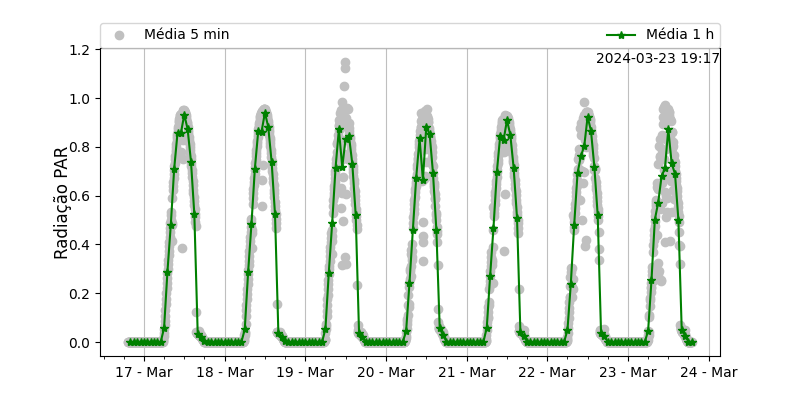 Média 5 min
Média 1 h
2024-03-23 19:17
Radiação PAR
1.2
1.0
0.8
0.6
0.4
0.2
0.0
17 - Mar
18 - Mar
19 - Mar
20 - Mar
21 - Mar
22 - Mar
23 - Mar
24 - Mar